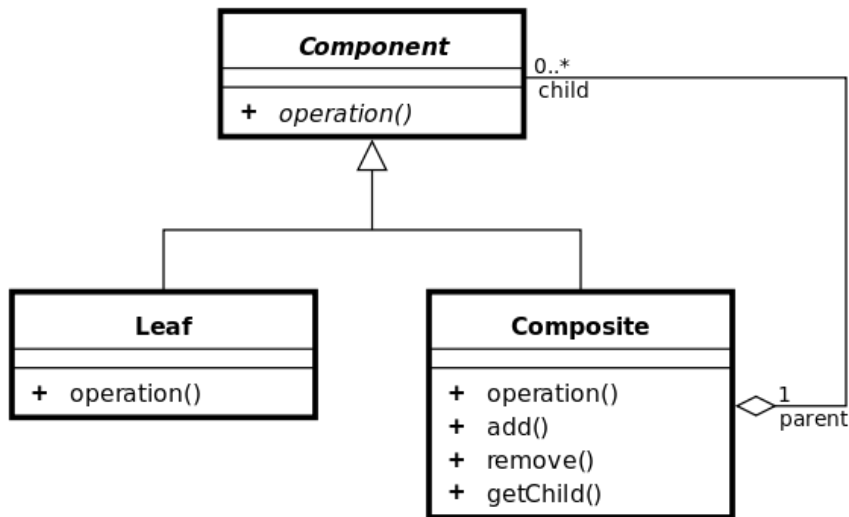 Component
+ operation()
0..*
child
Leaf
+ operation()
Composite
+ operation()
+ add()
+ remove()
+ getChild()
1
parent